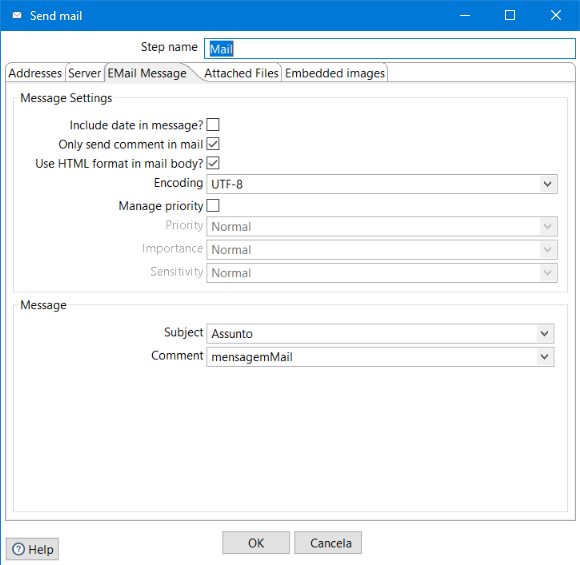 Send mail
Step name Mail
Addresses Server EMail Message Attached Files Embedded images
Message Settings
Include date in message?
Only send comment in mail
Use HTML format in mail body?
Encoding UTF-8
Manage priority
Priority Normal
Importance Normal
Sensitivity Normal
Message
Subject Assunto
Comment mensagemMail
Help OK Cancela